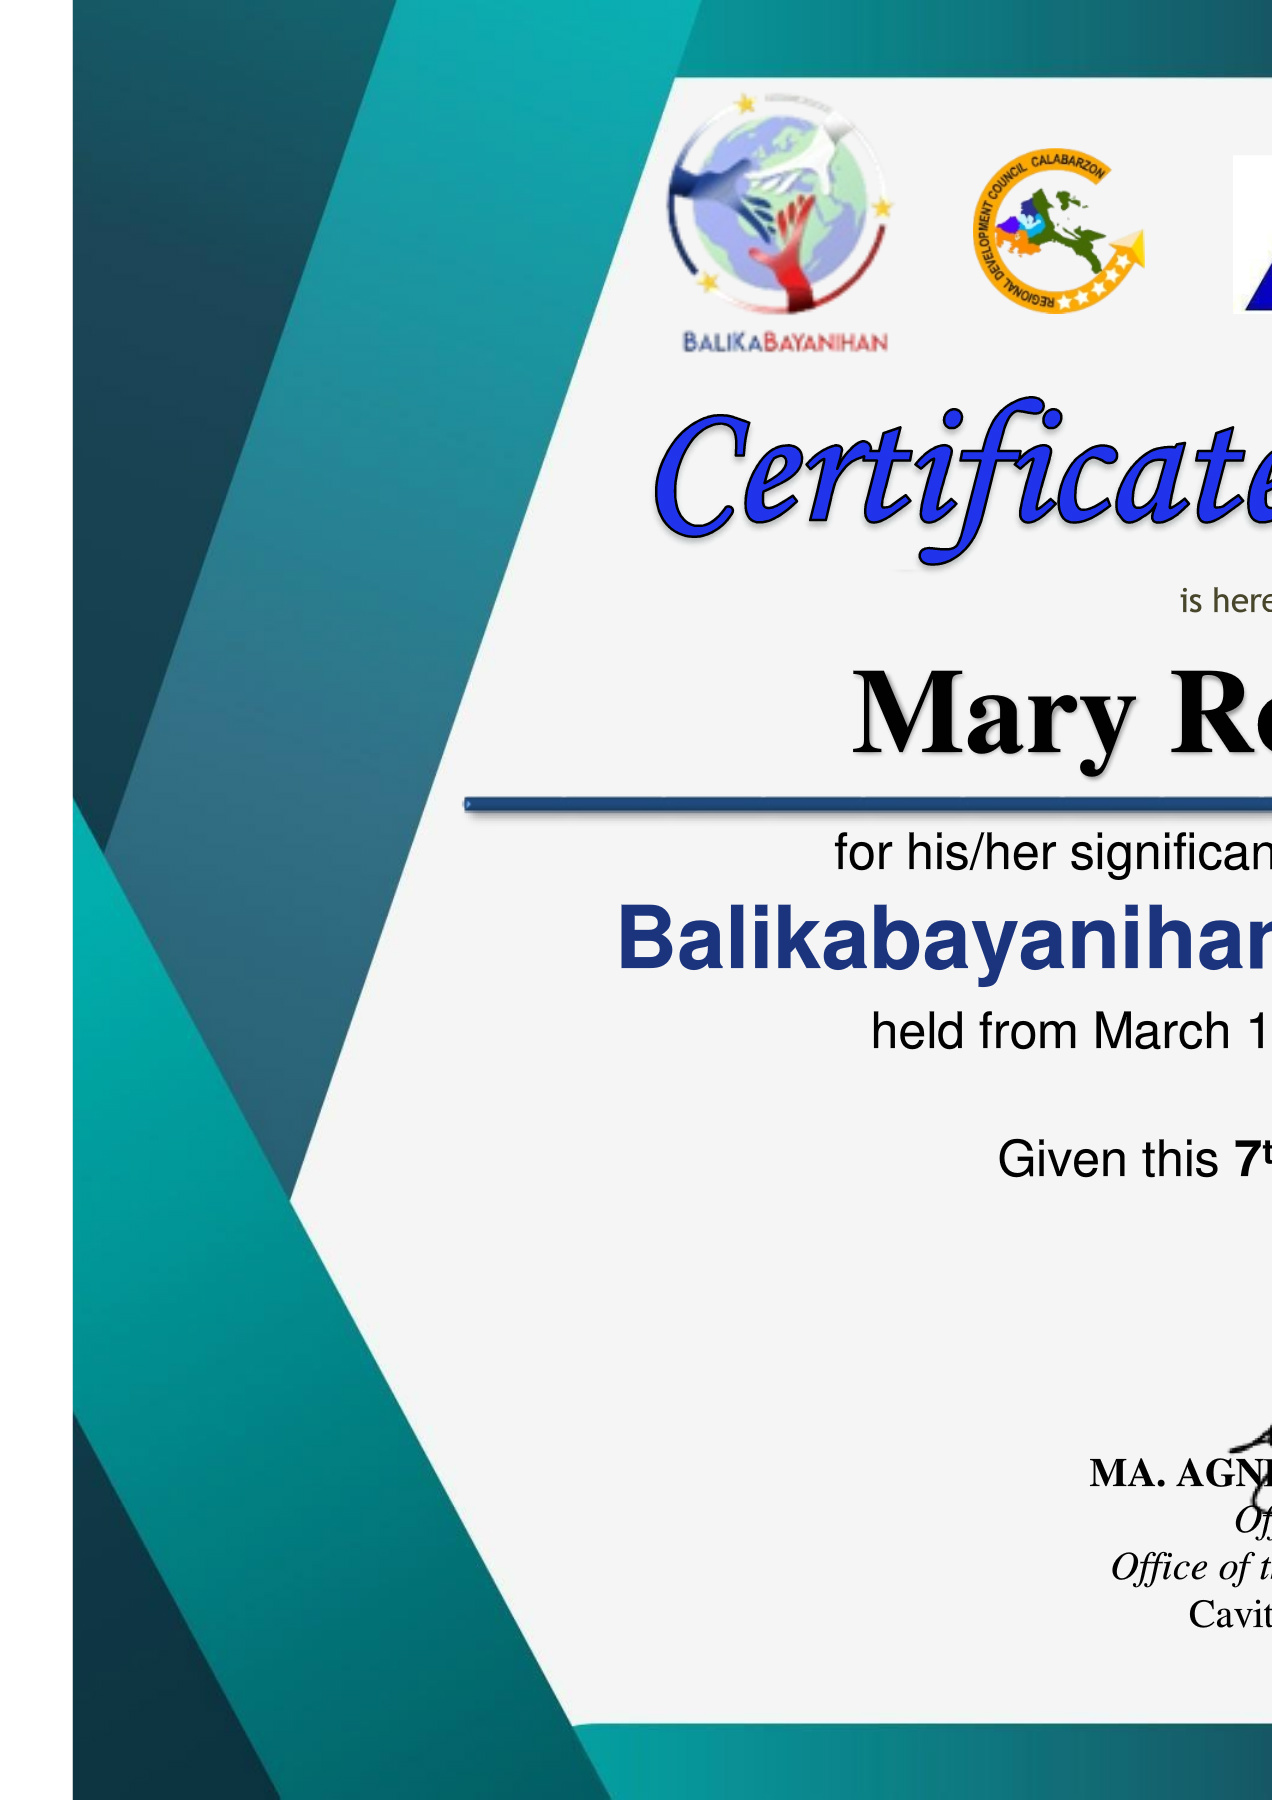 REGIONAL DEVELOPMENT COUNCIL CALABARZON
BALIKABAYANIHAN
Certificate
is here
Mary Re
for his/her significan
Balikabayanihan
held from March 1
Given this 7t
MA. AGNE
Of
Office of t
Cavit